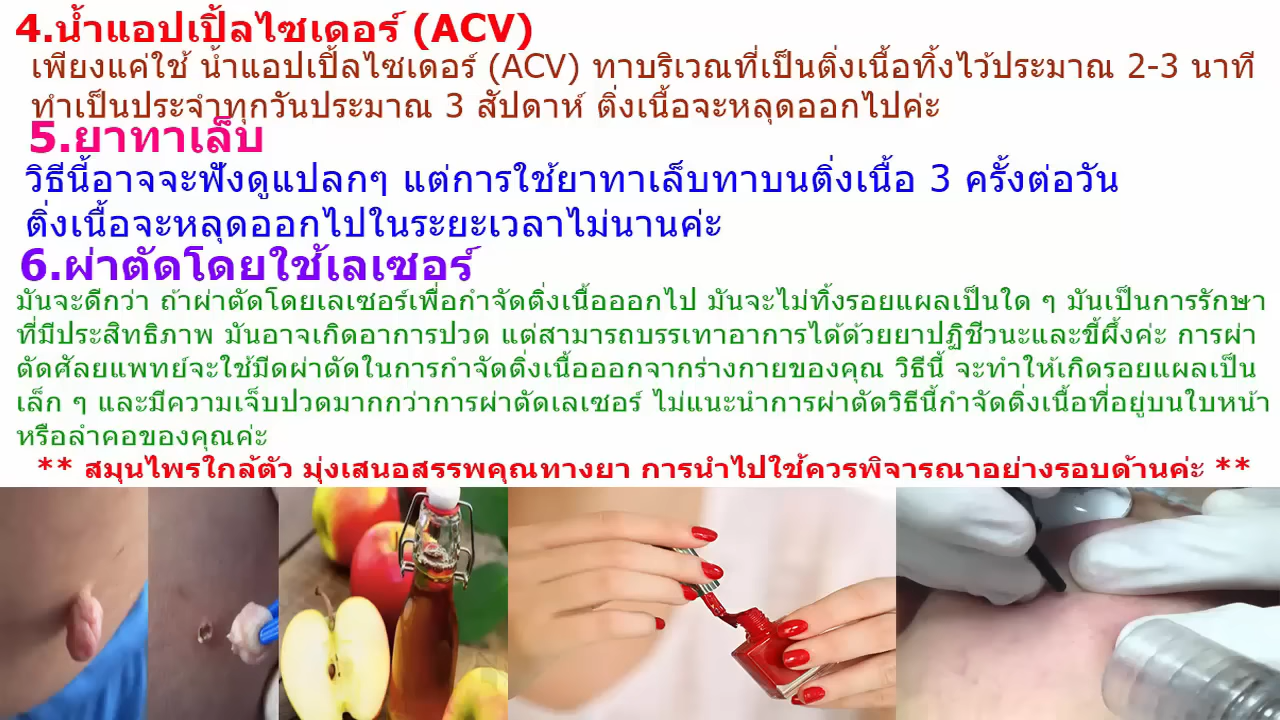 4.น้ำแอปเปิ้ลไซเดอร์ (ACV)
เพียงแค่ใช้ น้ำแอปเปิ้ลไซเดอร์ (ACV) ทาบริเวณที่เป็นติ่งเนื้อทิ้งไว้ประมาณ 2-3 นาที
ทำเป็นประจำทุกวันประมาณ 3 สัปดาห์ ติ่งเนื้อจะหลุดออกไปค่ะ
5.ยาทาเล็บ
วิธีนี้อาจจะฟังดูแปลกๆ แต่การใช้ยาทาเล็บทาบนติ่งเนื้อ 3 ครั้งต่อวัน
ติ่งเนื้อจะหลุดออกไปในระยะเวลาไม่นานค่ะ
6.ผ่าตัดโดยใช้เลเซอร์
มันจะดีกว่า ถ้าผ่าตัดโดยเลเซอร์เพื่อกำจัดติ่งเนื้อออกไป มันจะไม่ทิ้งรอยแผลเป็นใด ๆ มันเป็นการรักษา
ที่มีประสิทธิภาพ มันอาจเกิดอาการปวด แต่สามารถบรรเทาอาการได้ด้วยยาปฏิชีวนะและขี้ผึ้งค่ะ การผ่า
ตัดศัลยแพทย์จะใช้มีดผ่าตัดในการกำจัดติ่งเนื้อออกจากร่างกายของคุณ วิธีนี้ จะทำให้เกิดรอยแผลเป็น
เล็ก ๆ และมีความเจ็บปวดมากกว่าการผ่าตัดเลเซอร์ ไม่แนะนำการผ่าตัดวิธีนี้กำจัดติ่งเนื้อที่อยู่บนใบหน้า
หรือลำคอของคุณค่ะ
** สมุนไพรใกล้ตัว มุ่งเสนอสรรพคุณทางยา การนำไปใช้ควรพิจารณาอย่างรอบด้านค่ะ **